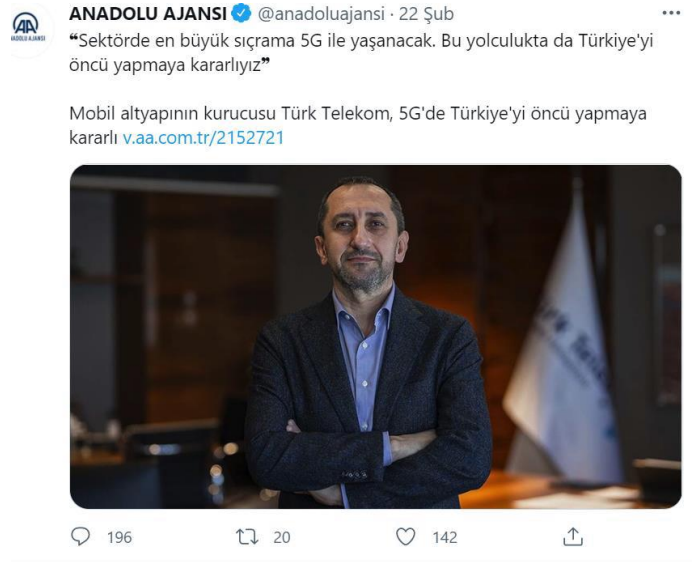 ANADOLU AJANSI @anadoluajansi · 22 Şub
❝Sektörde en büyük sıçrama 5G ile yaşanacak. Bu yolculukta da Türkiye'yi
öncü yapmaya kararlıyız❞
Mobil altyapının kurucusu Türk Telekom, 5G'de Türkiye'yi öncü yapmaya
kararlı v.aa.com.tr/2152721
196 20 142